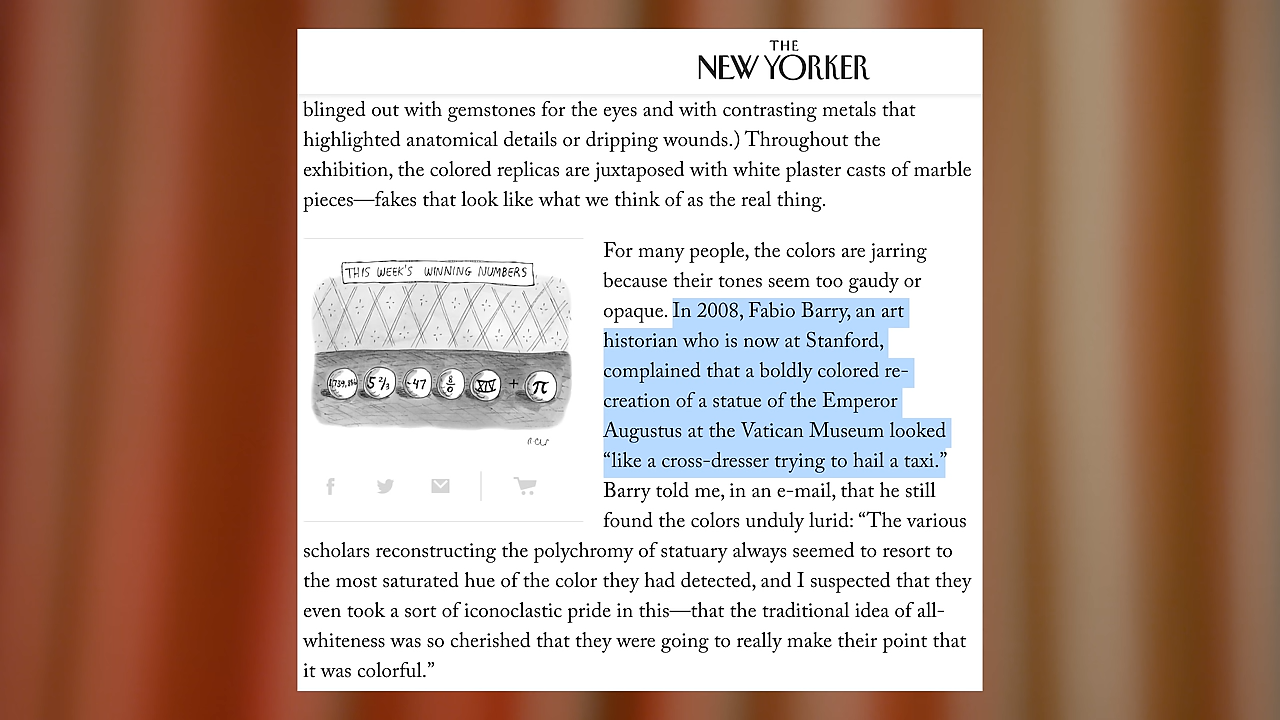 THE
NEW YORKER
blinged out with gemstones for the eyes and with contrasting metals that
highlighted anatomical details or dripping wounds.) Throughout the
exhibition, the colored replicas are juxtaposed with white plaster casts of marble
pieces—fakes that look like what we think of as the real thing.
THIS WEEK'S WINNING NUMBERS
5 2/3 -47 8/0 XIV + π
For many people, the colors are jarring
because their tones seem too gaudy or
opaque. In 2008, Fabio Barry, an art
historian who is now at Stanford,
complained that a boldly colored re-
creation of a statue of the Emperor
Augustus at the Vatican Museum looked
“like a cross-dresser trying to hail a taxi.”
Barry told me, in an e-mail, that he still
found the colors unduly lurid: “The various
scholars reconstructing the polychromy of statuary always seemed to resort to
the most saturated hue of the color they had detected, and I suspected that they
even took a sort of iconoclastic pride in this—that the traditional idea of all-
whiteness was so cherished that they were going to really make their point that
it was colorful.”